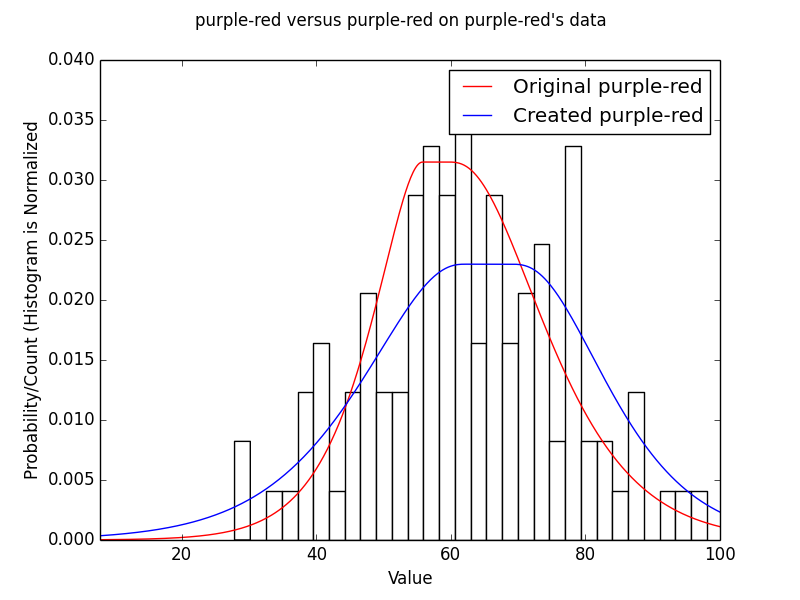 purple-red versus purple-red on purple-red's data
0.040
0.035
0.030
0.025
0.020
0.015
0.010
0.005
0.000
Probability/Count (Histogram is Normalized
Original purple-red
Created purple-red
20
40
60
80
100
Value